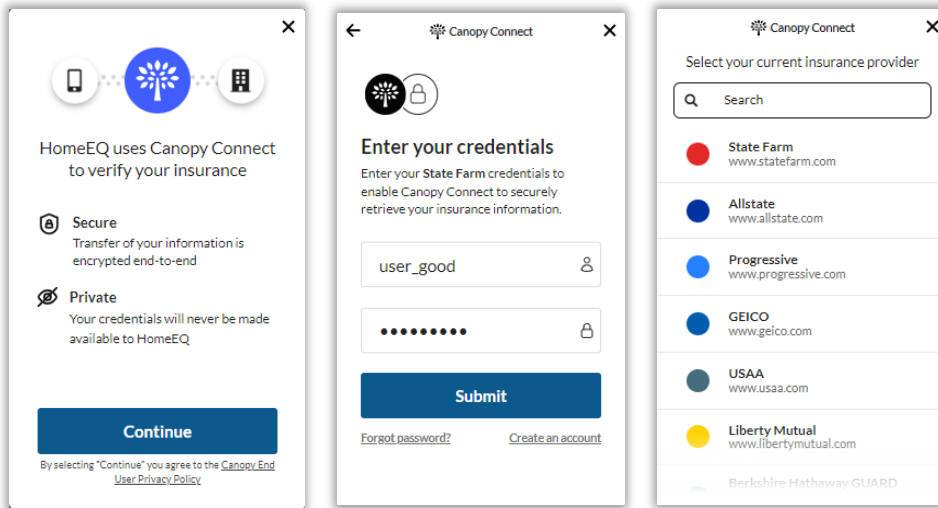 HomeEQ uses Canopy Connect
to verify your insurance
Secure
Transfer of your information is
encrypted end-to-end
Private
Your credentials will never be made
available to HomeEQ
Continue
By selecting "Continue" you agree to the Canopy End
User Privacy Policy
Canopy Connect
Enter your credentials
Enter your State Farm credentials to
enable Canopy Connect to securely
retrieve your insurance information.
user_good
•••••••••
Submit
Forgot password? Create an account
Canopy Connect
Select your current insurance provider
Search
State Farm
www.statefarm.com
Allstate
www.allstate.com
Progressive
www.progressive.com
GEICO
www.geico.com
USAA
www.usaa.com
Liberty Mutual
www.libertymutual.com
Berkshire Hathaway GUARD